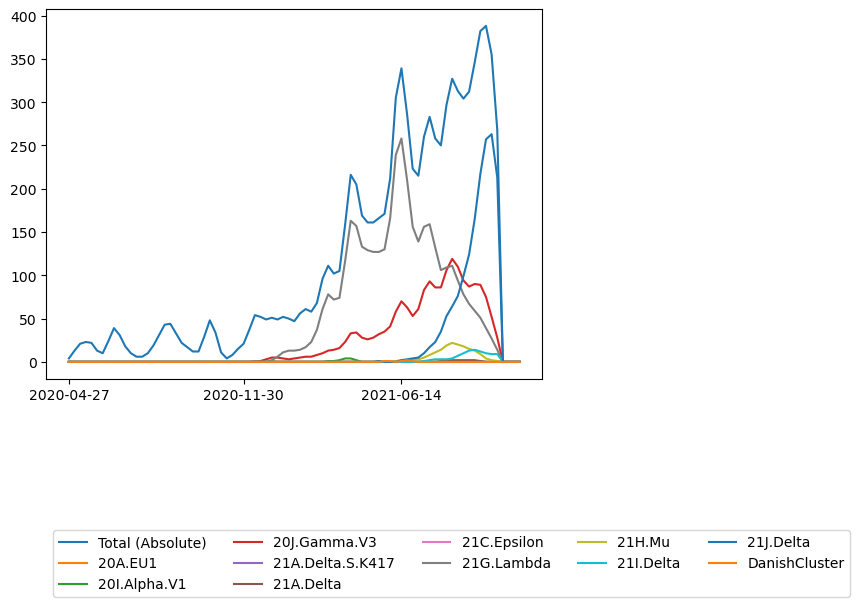 400
350
300
250
200
150
100
50
0
2020-04-27 2020-11-30 2021-06-14
Total (Absolute) 20J.Gamma.V3 21C.Epsilon 21H.Mu 21J.Delta
20A.EU1 21A.Delta.S.K417 21G.Lambda 21I.Delta DanishCluster
20I.Alpha.V1 21A.Delta